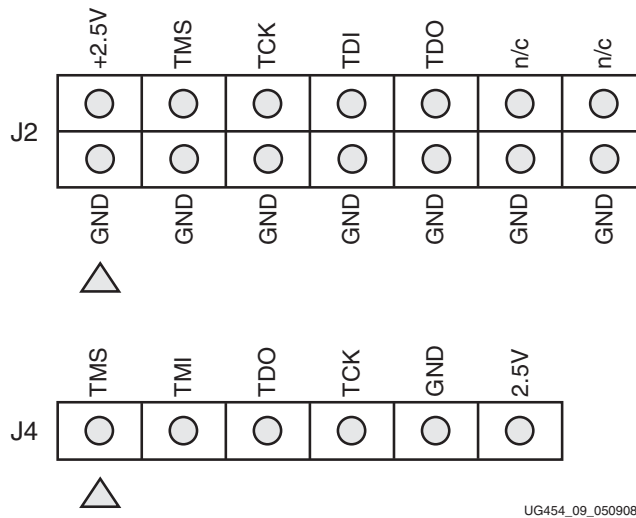 +2.5V TMS TCK TDI TDO n/c n/c
J2
GND GND GND GND GND GND GND
TMS TMI TDO TCK GND 2.5V
J4
UG454_09_050908